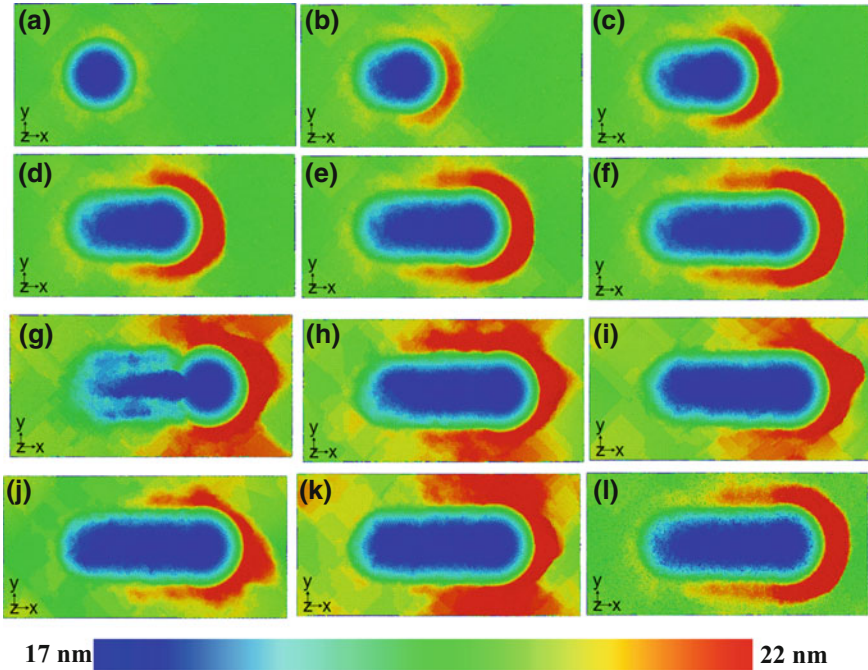 (a) (b) (c)
y y y
z→x z→x z→x
(d) (e) (f)
y y y
z→x z→x z→x
(g) (h) (i)
y y y
z→x z→x z→x
(j) (k) (l)
y y y
z→x z→x z→x
17 nm 22 nm